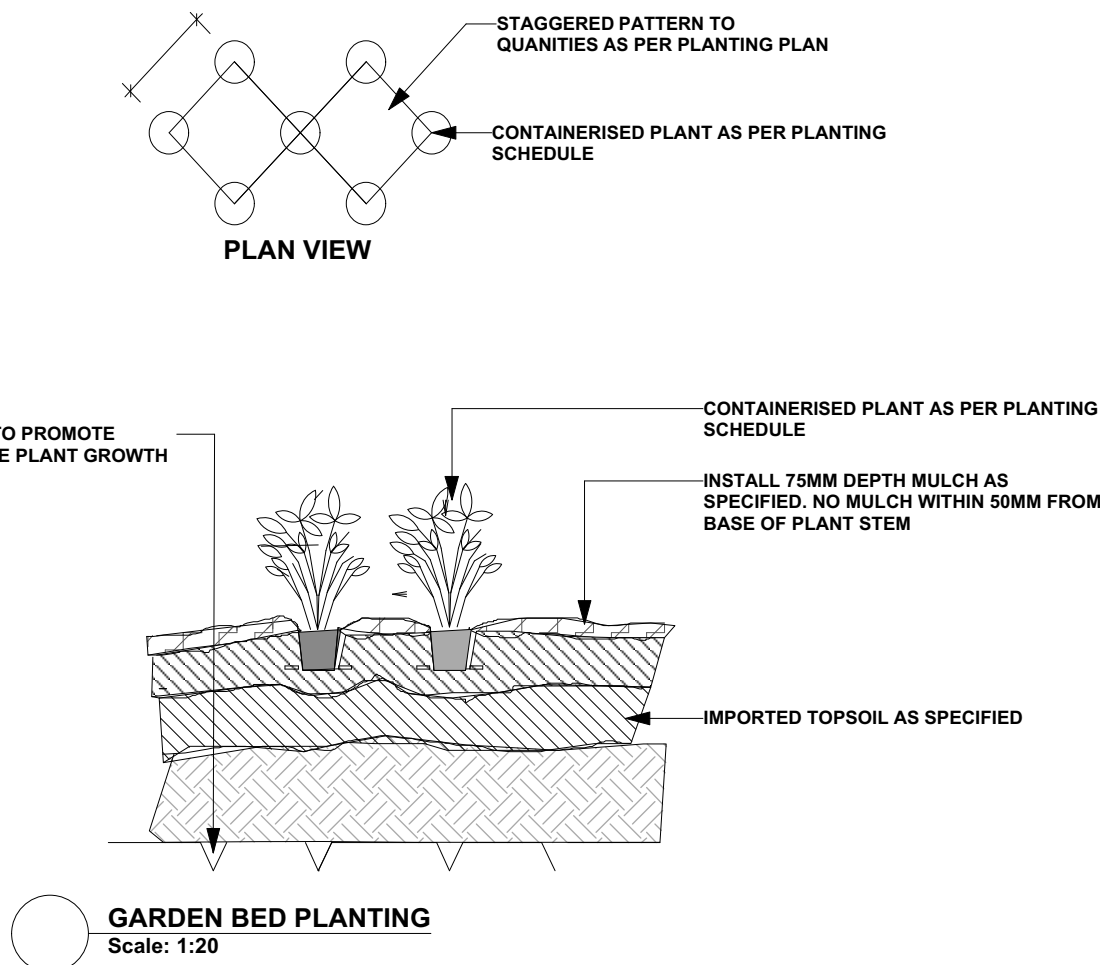 STAGGERED PATTERN TO
QUANITIES AS PER PLANTING PLAN
CONTAINERISED PLANT AS PER PLANTING
SCHEDULE
PLAN VIEW
TO PROMOTE
E PLANT GROWTH
CONTAINERISED PLANT AS PER PLANTING
SCHEDULE
INSTALL 75MM DEPTH MULCH AS
SPECIFIED. NO MULCH WITHIN 50MM FROM
BASE OF PLANT STEM
IMPORTED TOPSOIL AS SPECIFIED
GARDEN BED PLANTING
Scale: 1:20